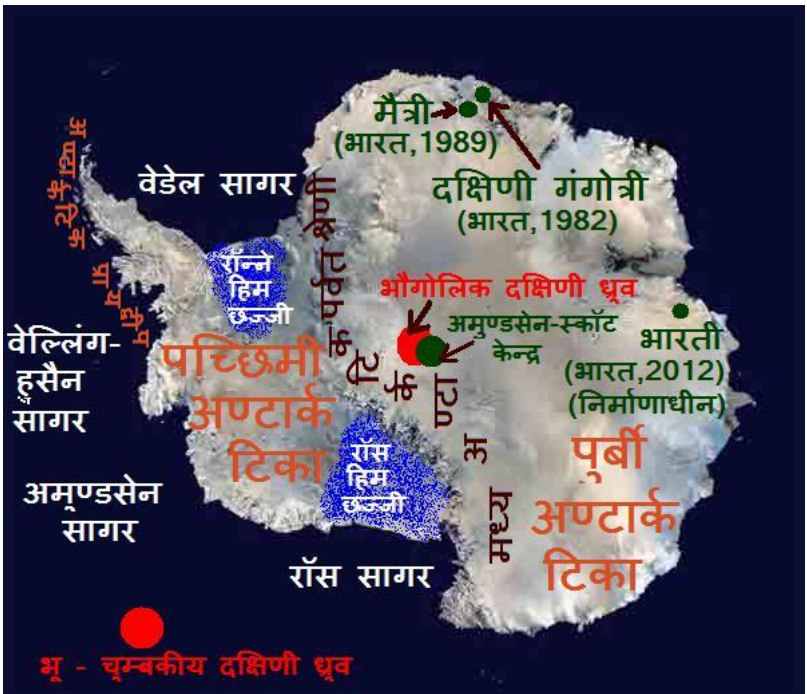 मैत्री
(भारत,1989)
दक्षिणी गंगोत्री
(भारत,1982)
अण्टार्कटिक
प्रायद्वीप
वेडेल सागर
रॉन्ने
हिम
छज्जी
भौगोलिक दक्षिणी ध्रुव
अमुण्डसेन-स्कॉट
केन्द्र
भारती
(भारत,2012)
(निर्माणाधीन)
वेल्लिंग-
हुसैन
सागर
पच्छिमी
अण्टार्क
टिका
मध्य अण्टार्कटिक पर्वत श्रेणी
रॉस
हिम
छज्जी
पुर्बी
अण्टार्क
टिका
अमुण्डसेन
सागर
रॉस सागर
भू - चुम्बकीय दक्षिणी ध्रुव